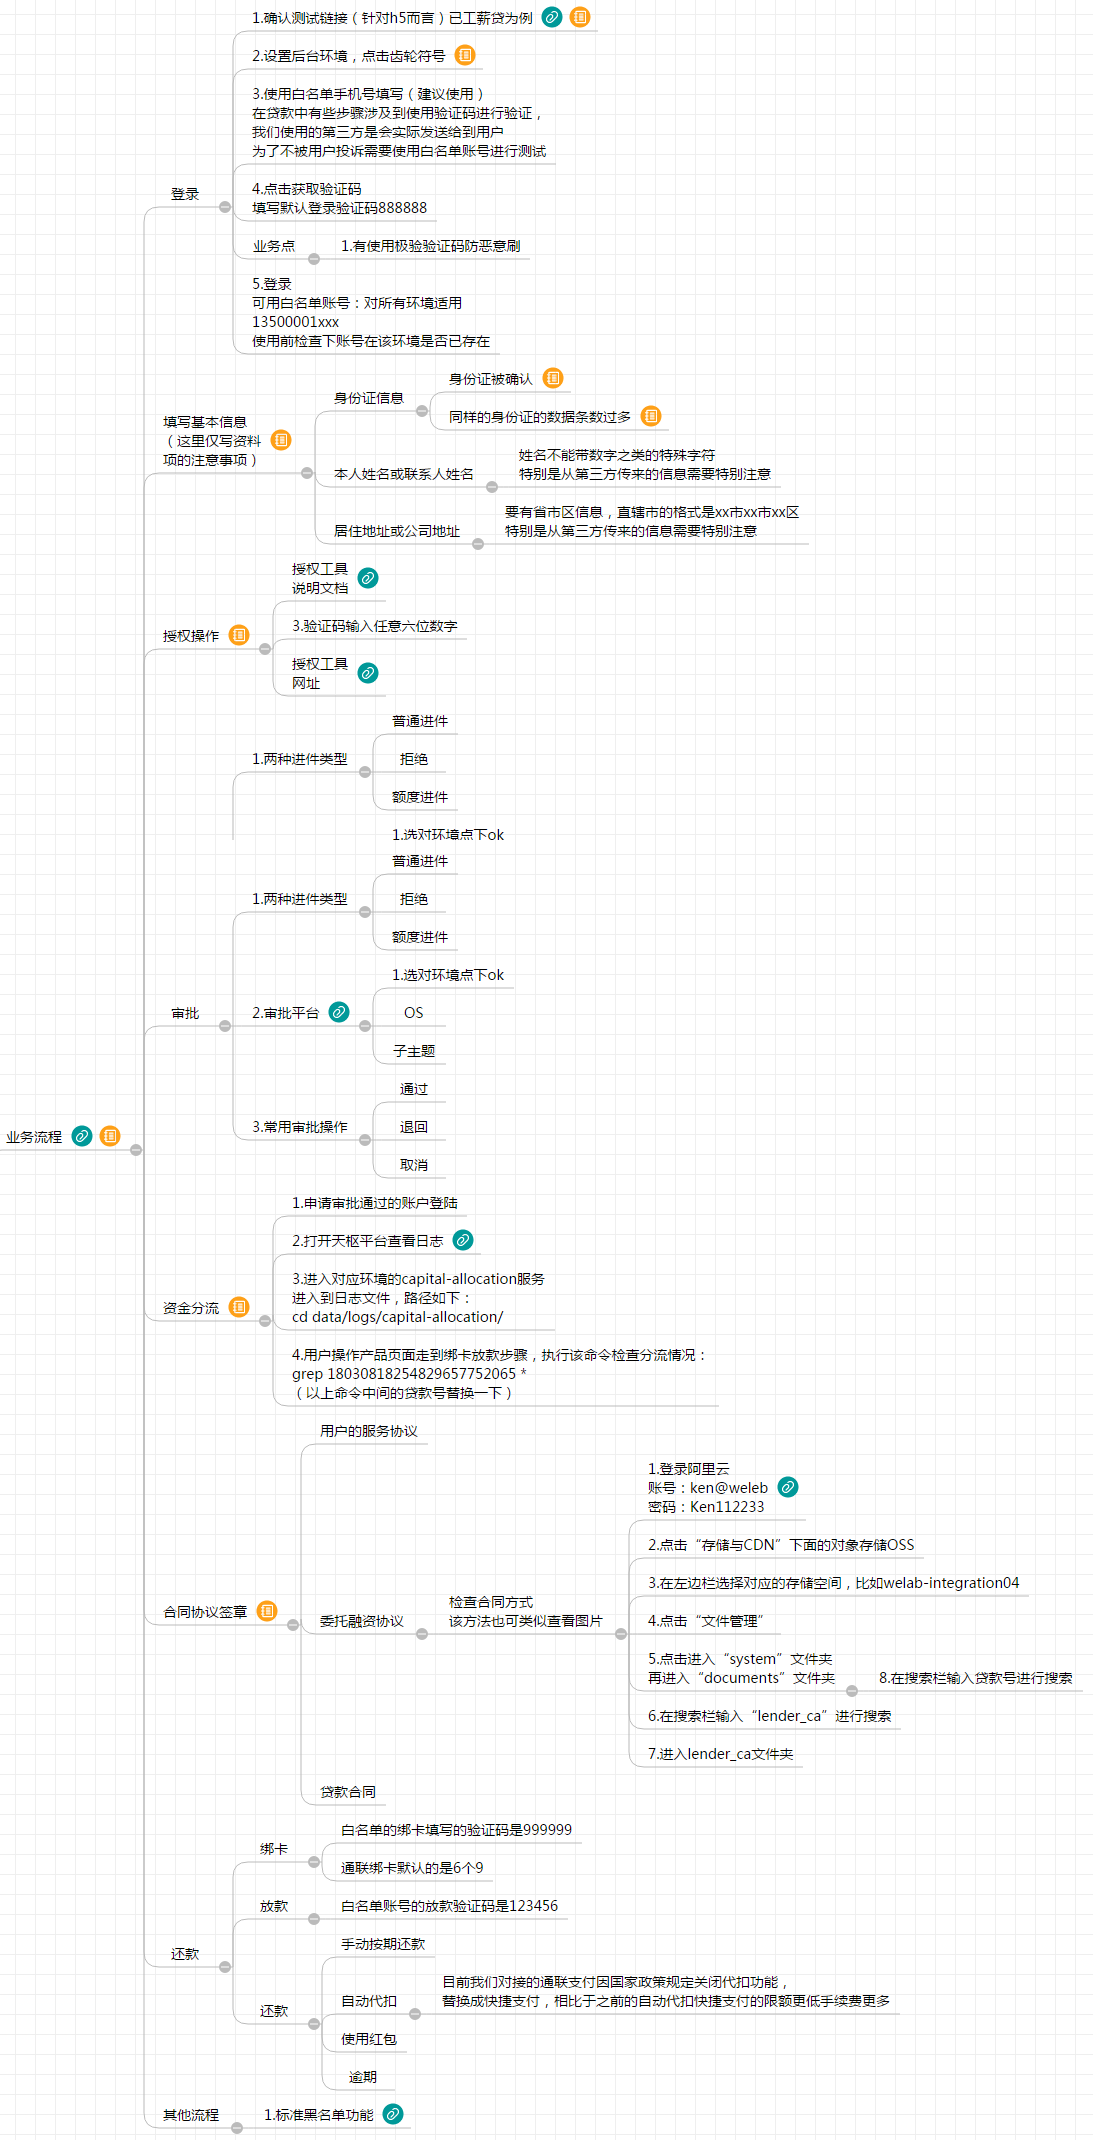 1.确认测试链接（针对h5而言）已工薪贷为例
2.设置后台环境，点击齿轮符号
3.使用白名单手机号填写（建议使用）
在贷款中有些步骤涉及到使用验证码进行验证，
我们使用的第三方是会实际发送给到用户
为了不被用户投诉需要使用白名单账号进行测试
登录
4.点击获取验证码
填写默认登录验证码888888
业务点
1.有使用极验验证码防恶意刷
5.登录
可用白名单账号：对所有环境适用
13500001xxx
使用前检查下账号在该环境是否已存在
填写基本信息
（这里仅写资料
项的注意事项）
身份证信息
身份证被确认
同样的身份证的数据条数过多
本人姓名或联系人姓名
姓名不能带数字之类的特殊字符
特别是从第三方传来的信息需要特别注意
居住地址或公司地址
要有省市区信息，直辖市的格式是xx市xx市xx区
特别是从第三方传来的信息需要特别注意
授权操作
授权工具
说明文档
3.验证码输入任意六位数字
授权工具
网址
1.两种进件类型
普通进件
拒绝
额度进件
1.选对环境点下ok
普通进件
1.两种进件类型
拒绝
额度进件
审批
2.审批平台
1.选对环境点下ok
OS
子主题
3.常用审批操作
通过
退回
取消
业务流程
资金分流
1.申请审批通过的账户登陆
2.打开天枢平台查看日志
3.进入对应环境的capital-allocation服务
进入到日志文件，路径如下：
cd data/logs/capital-allocation/
4.用户操作产品页面走到绑卡放款步骤，执行该命令检查分流情况：
grep 18030818254829657752065 *
（以上命令中间的贷款号替换一下）
合同协议签章
用户的服务协议
委托融资协议
检查合同方式
该方法也可类似查看图片
1.登录阿里云
账号：ken@weleb
密码：Ken112233
2.点击“存储与CDN”下面的对象存储OSS
3.在左边栏选择对应的存储空间，比如welab-integration04
4.点击“文件管理”
5.点击进入“system”文件夹
再进入“documents”文件夹
8.在搜索栏输入贷款号进行搜索
6.在搜索栏输入“lender_ca”进行搜索
7.进入lender_ca文件夹
贷款合同
还款
绑卡
白名单的绑卡填写的验证码是999999
通联绑卡默认的是6个9
放款
白名单账号的放款验证码是123456
还款
手动按期还款
自动代扣
目前我们对接的通联支付因国家政策规定关闭代扣功能，
替换成快捷支付，相比于之前的自动代扣快捷支付的限额更低手续费更多
使用红包
逾期
其他流程
1.标准黑名单功能